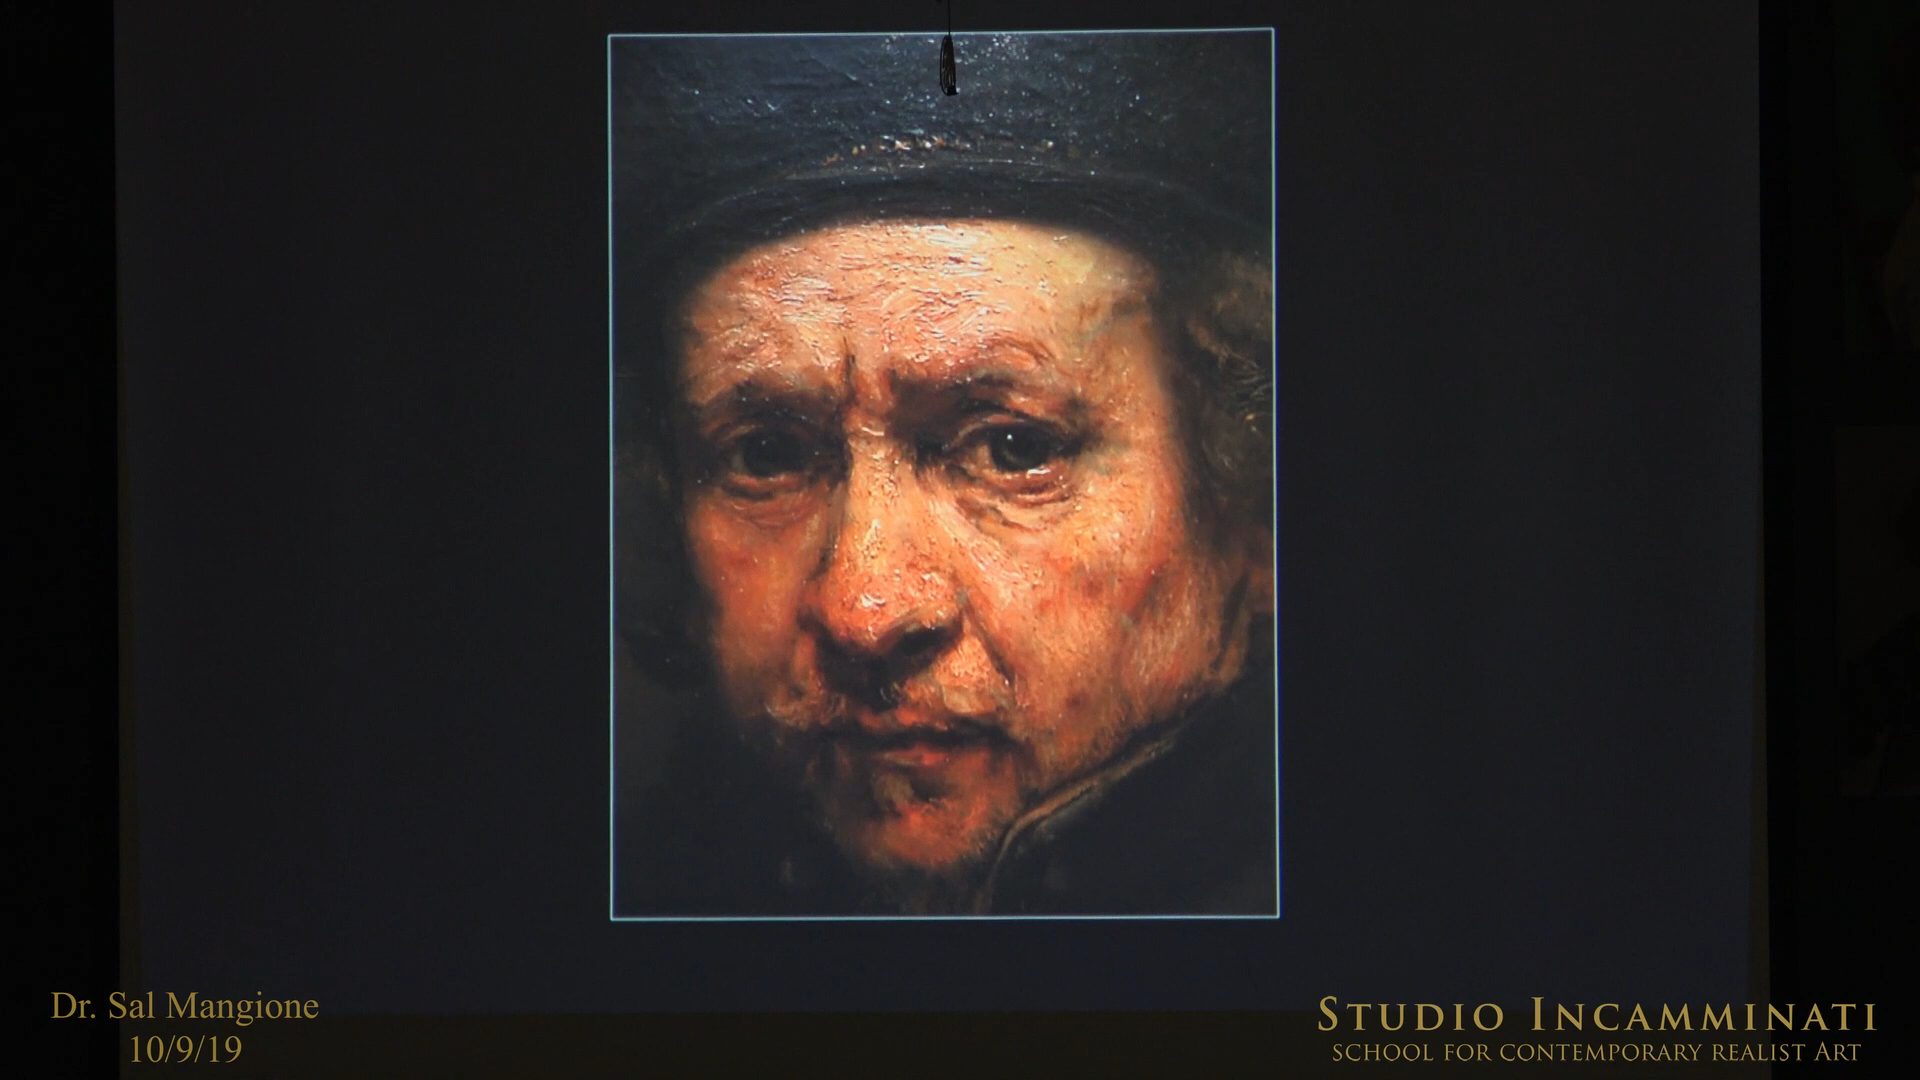 Dr. Sal Mangione
10/9/19
STUDIO INCAMMINATI
SCHOOL FOR CONTEMPORARY REALIST ART